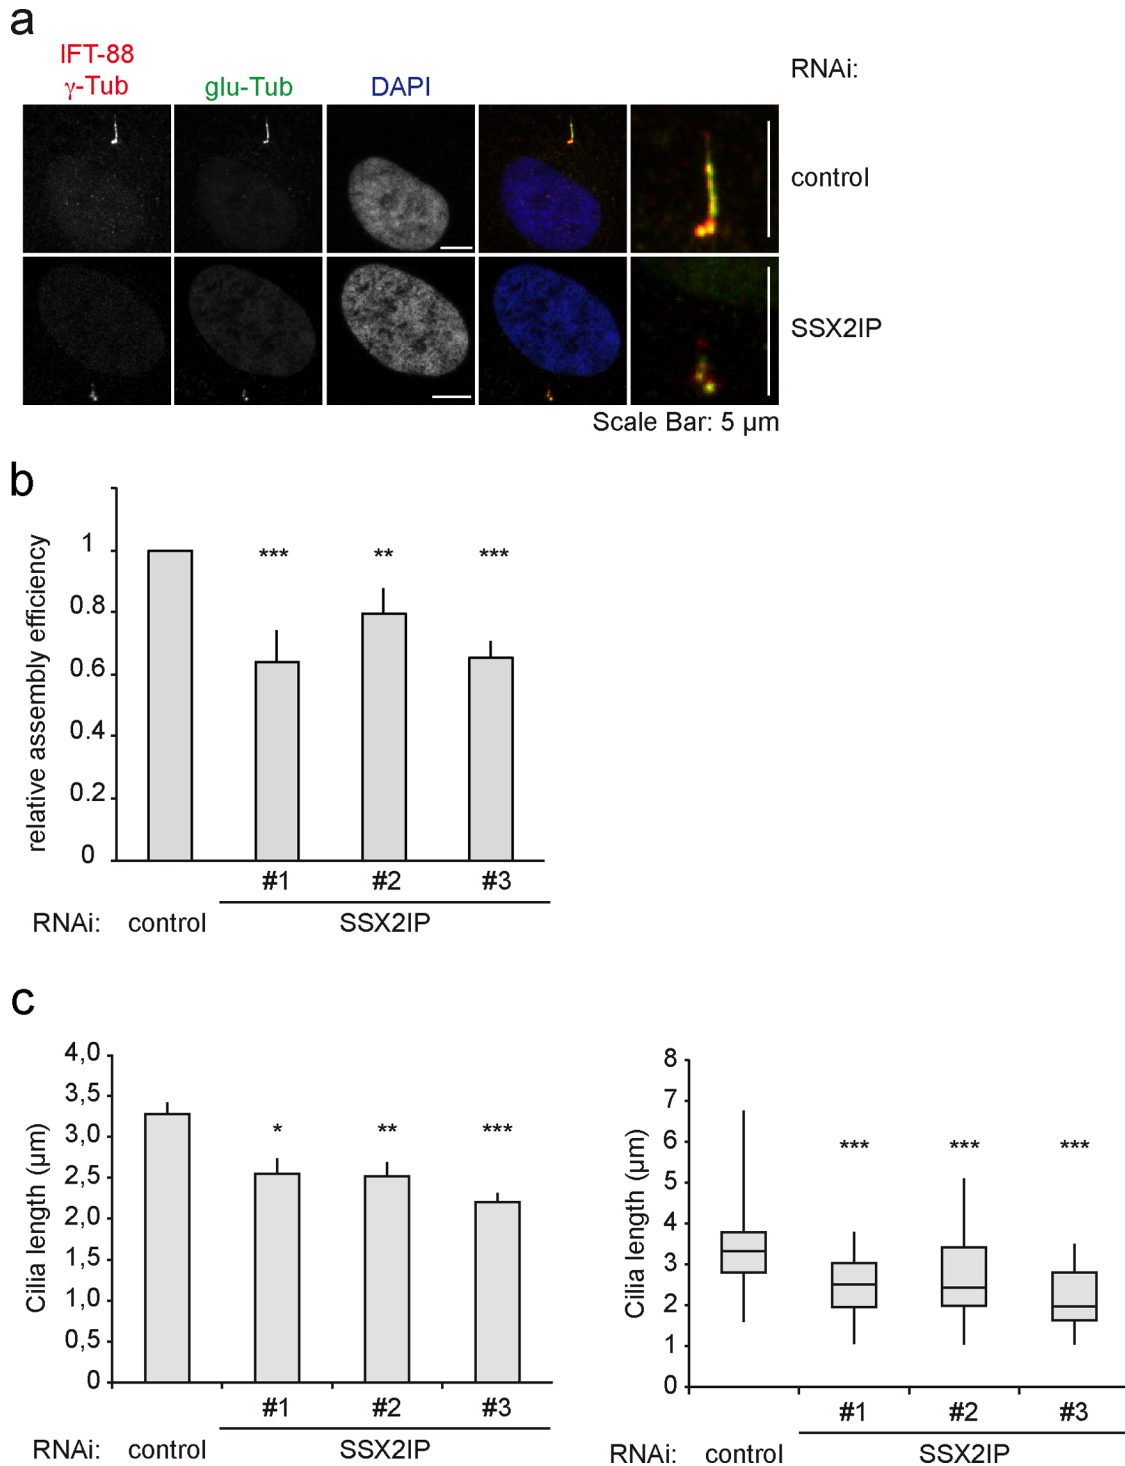 a
IFT-88
γ-Tub
glu-Tub
DAPI
RNAi:
control
SSX2IP
Scale Bar: 5 µm
b
relative assembly efficiency
1
0.8
0.6
0.4
0.2
0
***
**
***
#1
#2
#3
RNAi:
control
SSX2IP
c
Cilia length (µm)
4,0
3,5
3,0
2,5
2,0
1,5
1,0
0,5
0
*
**
***
#1
#2
#3
RNAi:
control
SSX2IP
Cilia length (µm)
8
7
6
5
4
3
2
1
0
***
***
***
#1
#2
#3
RNAi:
control
SSX2IP